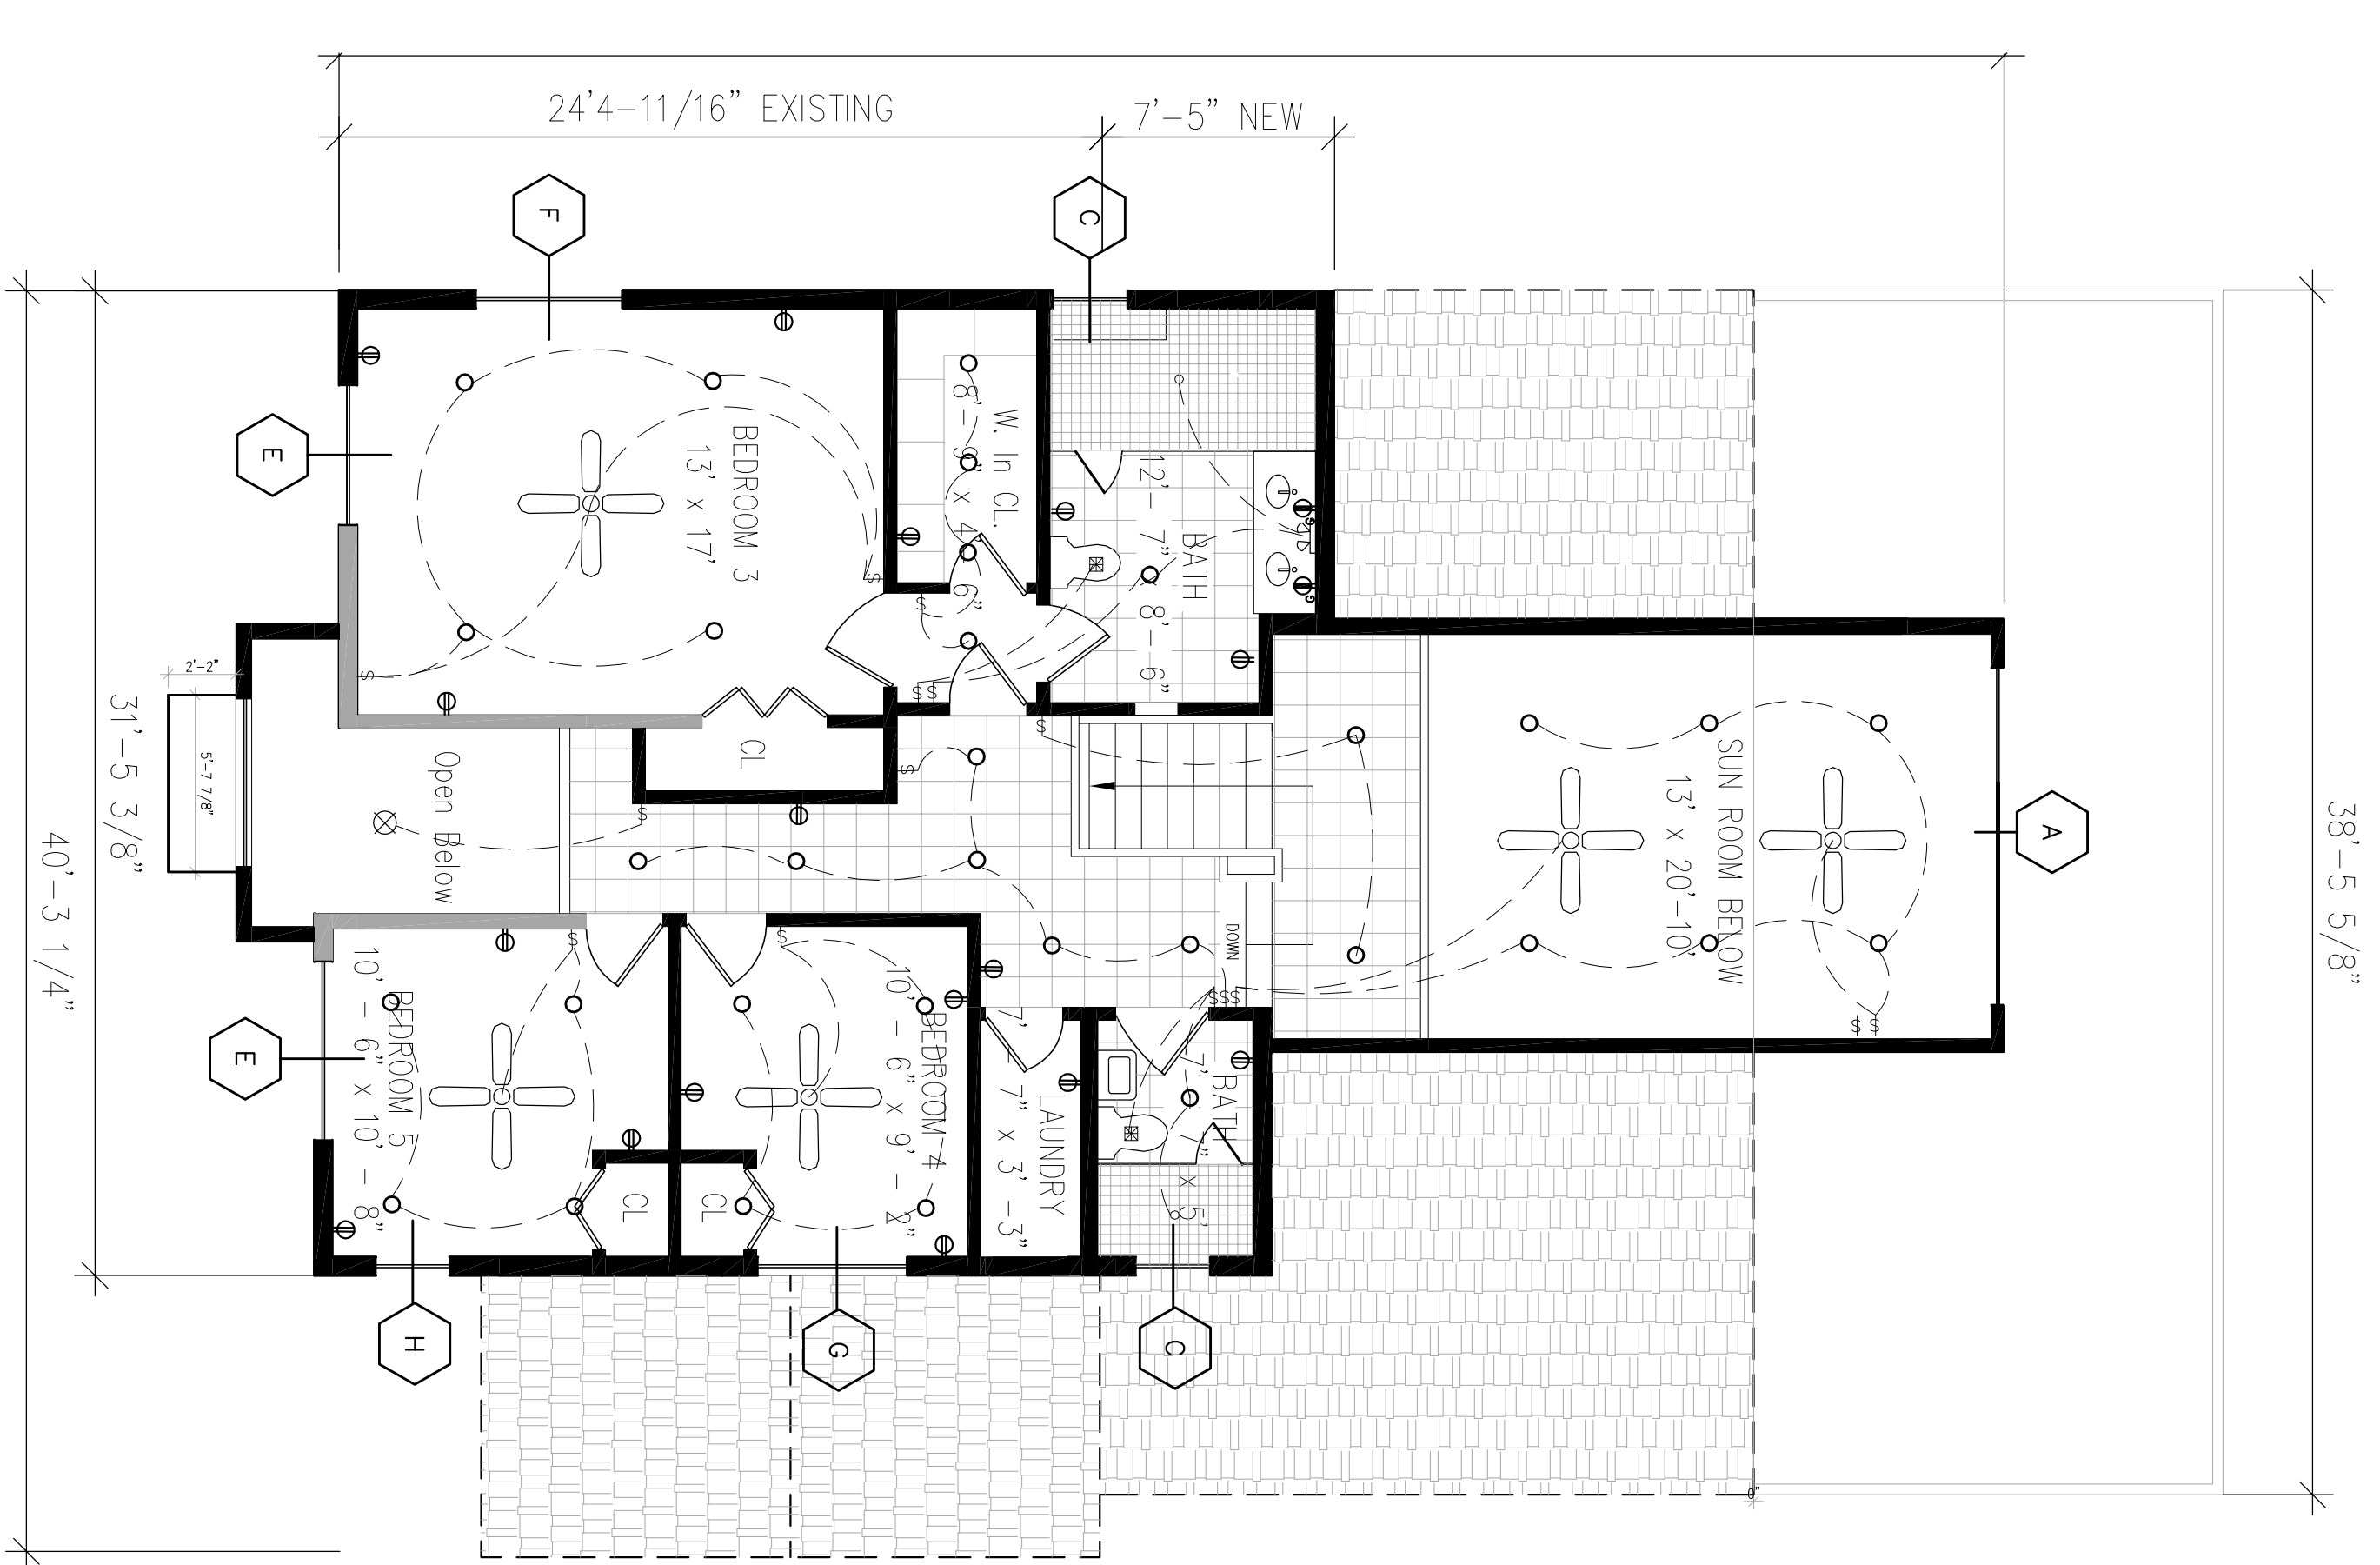 24'4-11/16" EXISTING
7'-5" NEW
F
C
E
BEDROOM 3
13' x 17'
W. In CL.
8'-9" x 4' 6"
BATH
12'- 7" x 8'-6"
S
S
S
S S
G
G
CL
S
S
S
Open Below
2'-2"
5'-7 7/8"
31'-5 3/8"
40'-3 1/4"
38'-5 5/8"
SUN ROOM BELOW
13' x 20'-10"
A
DOWN
SSS
S S
S
S
E
BEDROOM 5
10' - 6" x 10' - 8"
BEDROOM 4
10' - 6" x 9' - 2"
CL
CL
LAUNDRY
7' - 7" x 3' -3"
BATH
7' - 7" x 5'
H
G
C
0"